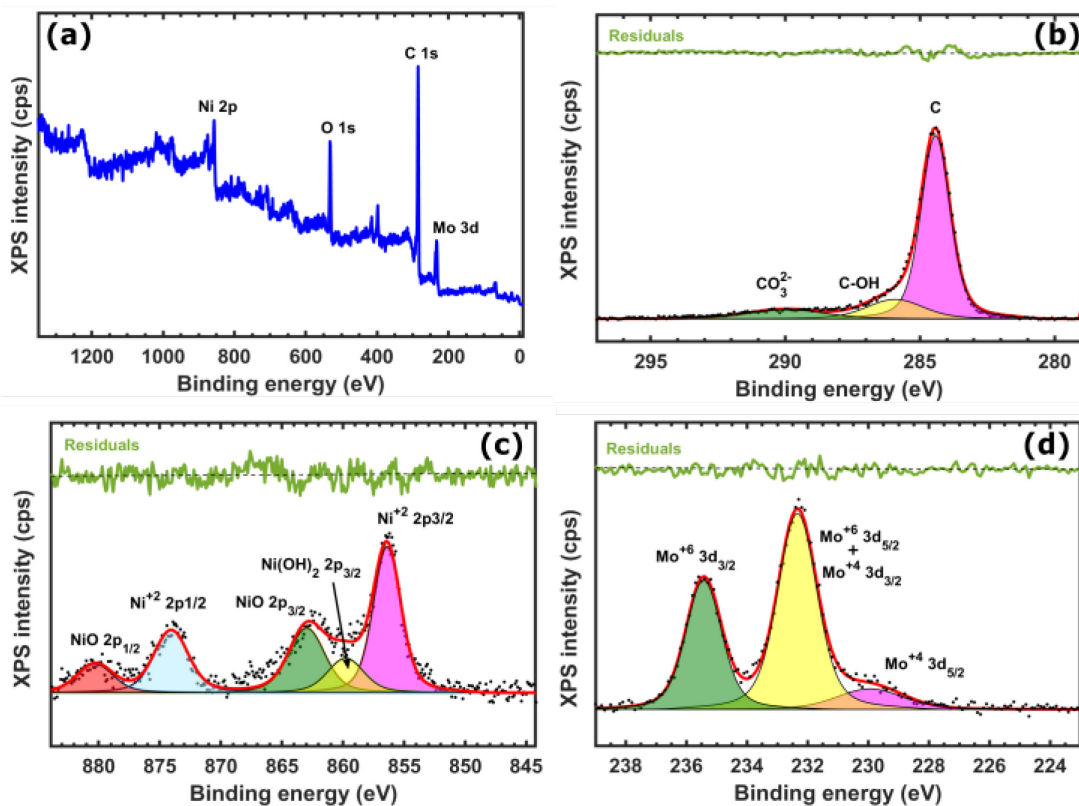 (a)
XPS intensity (cps)
C 1s
Ni 2p
O 1s
Mo 3d
1200 1000 800 600 400 200 0
Binding energy (eV)
(b)
Residuals
XPS intensity (cps)
C
CO₃²⁻
C-OH
295 290 285 280
Binding energy (eV)
(c)
Residuals
XPS intensity (cps)
Ni⁺² 2p3/2
Ni(OH)₂ 2p₃/₂
Ni⁺² 2p1/2
NiO 2p₃/₂
NiO 2p₁/₂
880 875 870 865 860 855 850 845
Binding energy (eV)
(d)
Residuals
XPS intensity (cps)
Mo⁺⁶ 3d₅/₂
+
Mo⁺⁴ 3d₃/₂
Mo⁺⁶ 3d₃/₂
Mo⁺⁴ 3d₅/₂
238 236 234 232 230 228 226 224
Binding energy (eV)